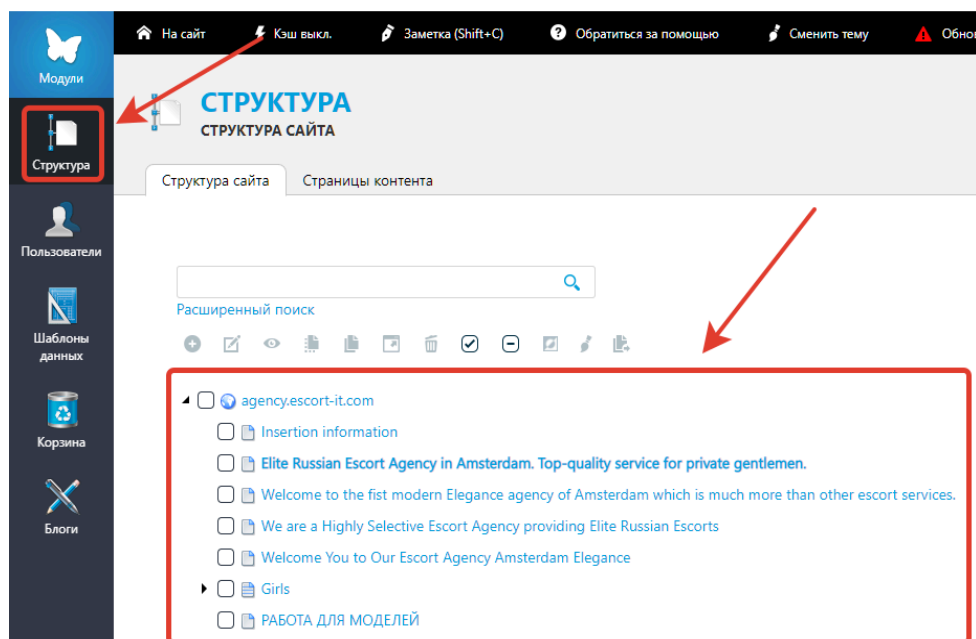 На сайт Кэш выкл. Заметка (Shift+C) Обратиться за помощью Сменить тему
Модули
СТРУКТУРА
СТРУКТУРА САЙТА
Структура
Структура сайта Страницы контента
Пользователи
Расширенный поиск
Шаблоны
данных
agency.escort-it.com
Insertion information
Корзина
Elite Russian Escort Agency in Amsterdam. Top-quality service for private gentlemen.
Welcome to the fist modern Elegance agency of Amsterdam which is much more than other escort services.
Блоги
We are a Highly Selective Escort Agency providing Elite Russian Escorts
Welcome You to Our Escort Agency Amsterdam Elegance
Girls
РАБОТА ДЛЯ МОДЕЛЕЙ